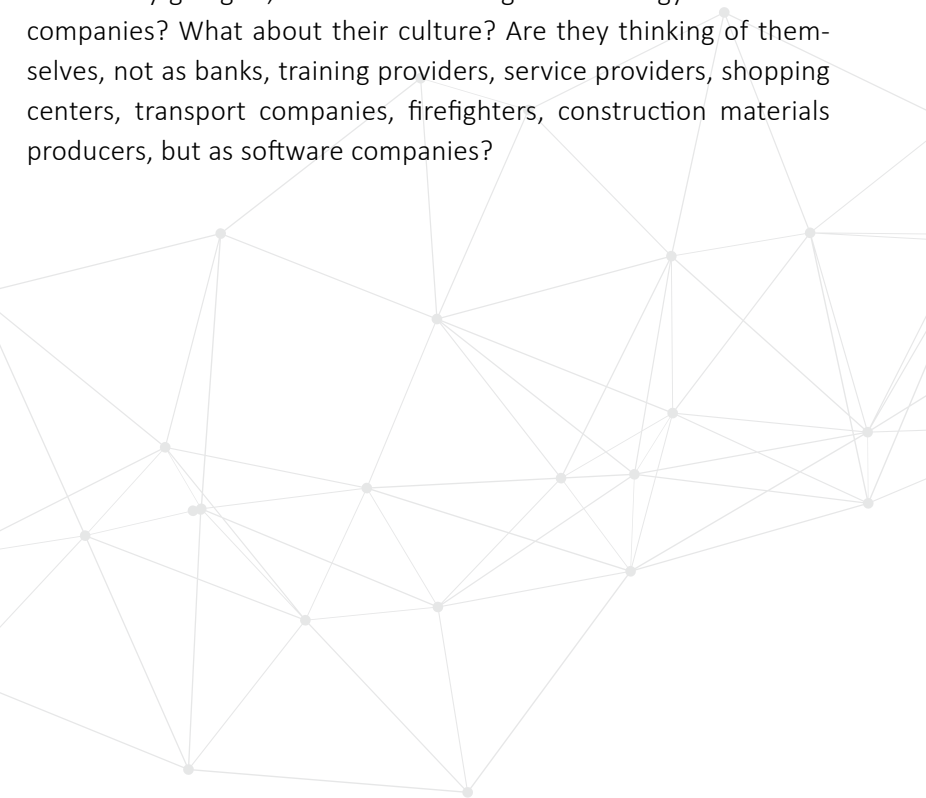 companies? What about their culture? Are they thinking of them-
selves, not as banks, training providers, service providers, shopping
centers, transport companies, firefighters, construction materials
producers, but as software companies?